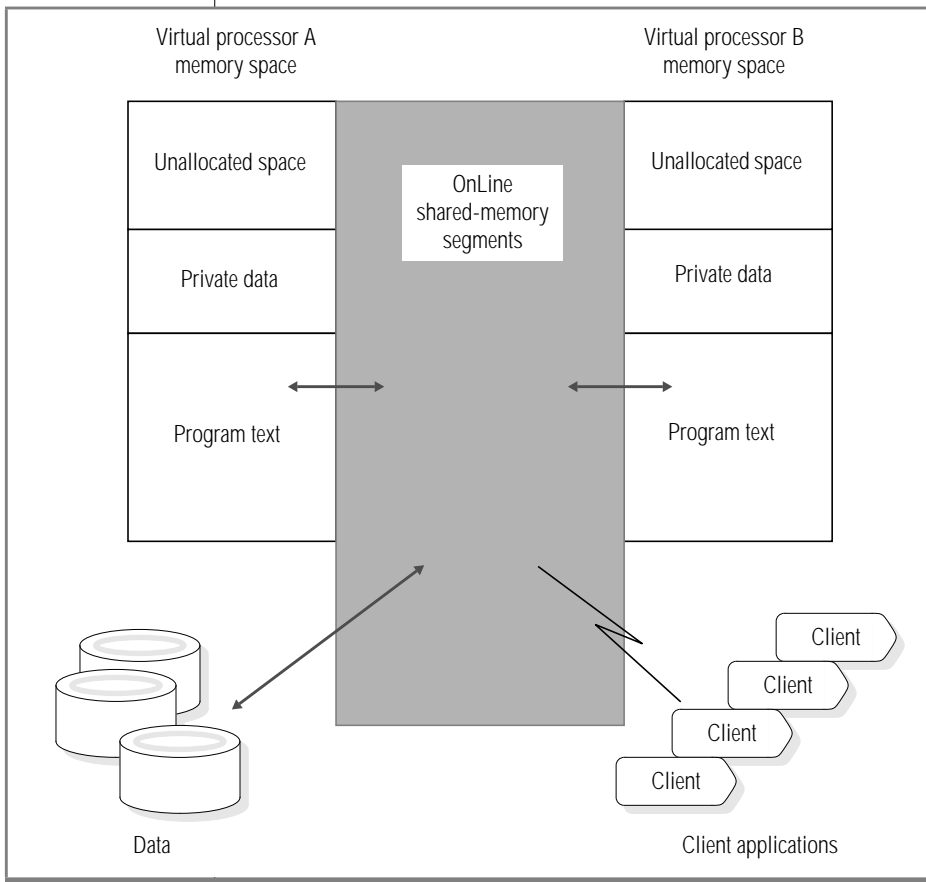 Virtual processor A
memory space
Virtual processor B
memory space
Unallocated space
OnLine
shared-memory
segments
Unallocated space
Private data
Private data
Program text
Program text
Client
Client
Client
Client
Data
Client applications